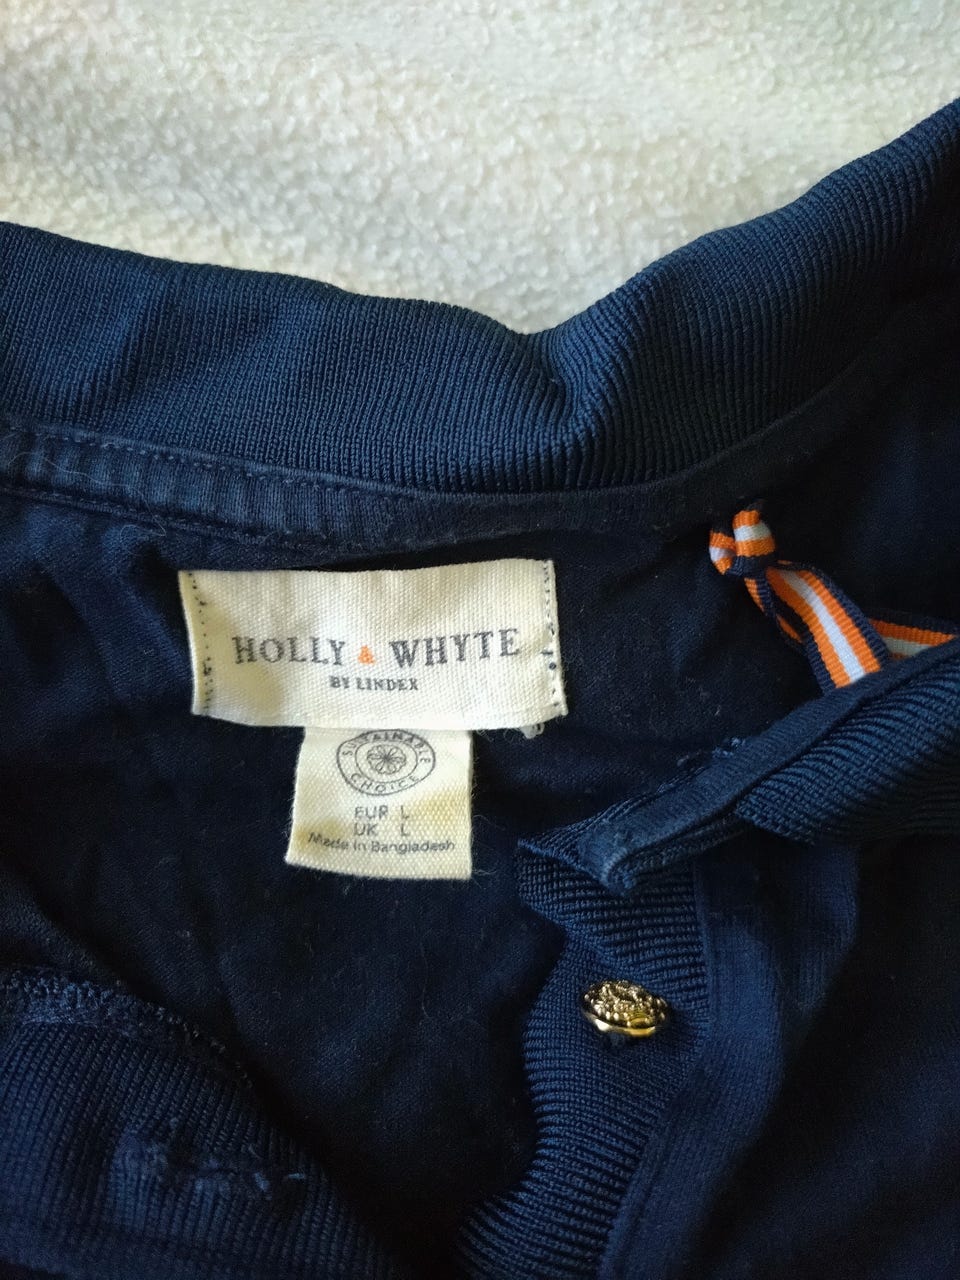 HOLLY & WHYTE
BY LINDEX
SUSTAINABLE
CHOICE
EUR L
UK L
Made in Bangladesh